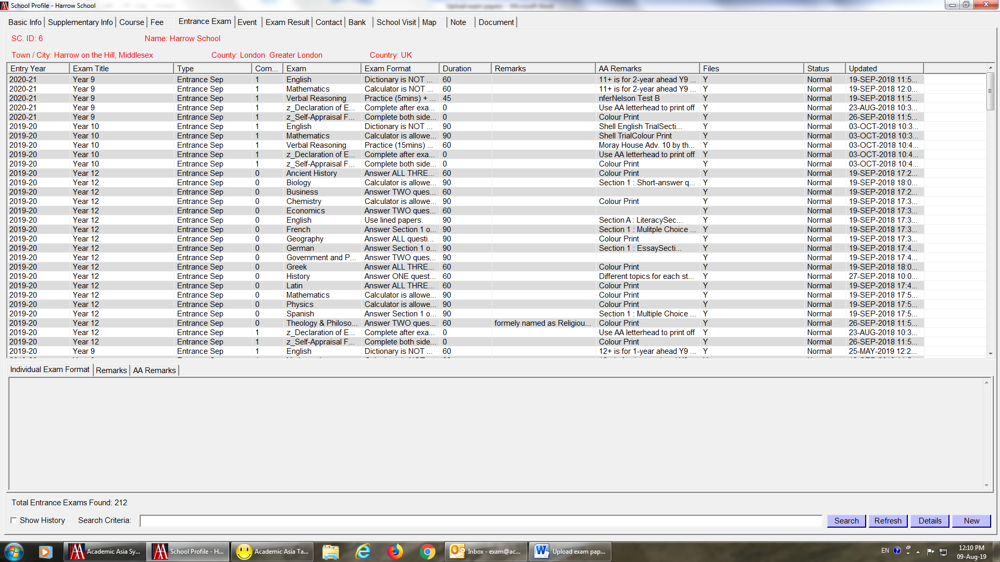 School Profile - Harrow School
Upload exam papers - Microsoft Word
Basic Info Supplementary Info Course Fee Entrance Exam Event Exam Result Contact Bank School Visit Map Note Document
SC. ID: 6 Name: Harrow School
Town / City: Harrow on the Hill, Middlesex County: London Greater London Country: UK
Entry Year Exam Title Type Com... Exam Exam Format Duration Remarks AA Remarks Files Status Updated
2020-21 Year 9 Entrance Sep 1 English Dictionary is NOT ... 60 11+ is for 2-year ahead Y9 ... Y Normal 19-SEP-2018 11:5...
2020-21 Year 9 Entrance Sep 1 Mathematics Calculator is NOT ... 60 11+ is for 2-year ahead Y9 ... Y Normal 19-SEP-2018 12:0...
2020-21 Year 9 Entrance Sep 1 Verbal Reasoning Practice (5mins) + ... 45 nferNelson Test B Y Normal 19-SEP-2018 11:5...
2020-21 Year 9 Entrance Sep 1 z_Declaration of E... Complete after exa... 0 Use AA letterhead to print off Y Normal 23-AUG-2018 10:3...
2020-21 Year 9 Entrance Sep 1 z_Self-Appraisal F... Complete both side... 0 Colour Print Y Normal 26-SEP-2018 11:5...
2019-20 Year 10 Entrance Sep 1 English Dictionary is NOT ... 90 Shell English TrialSecti... Y Normal 03-OCT-2018 10:3...
2019-20 Year 10 Entrance Sep 1 Mathematics Calculator is allowe... 90 Shell TrialColour Print Y Normal 03-OCT-2018 10:3...
2019-20 Year 10 Entrance Sep 1 Verbal Reasoning Practice (15mins) ... 60 Moray House Adv. 10 by th... Y Normal 03-OCT-2018 10:4...
2019-20 Year 10 Entrance Sep 1 z_Declaration of E... Complete after exa... 0 Use AA letterhead to print off Y Normal 03-OCT-2018 10:4...
2019-20 Year 10 Entrance Sep 1 z_Self-Appraisal F... Complete both side... 0 Colour Print Y Normal 03-OCT-2018 10:4...
2019-20 Year 12 Entrance Sep 0 Ancient History Answer ALL THRE... 60 Colour Print Y Normal 19-SEP-2018 17:2...
2019-20 Year 12 Entrance Sep 0 Biology Calculator is allowe... 90 Section 1 : Short-answer q... Y Normal 19-SEP-2018 18:0...
2019-20 Year 12 Entrance Sep 0 Business Answer TWO ques... 60 Y Normal 19-SEP-2018 17:2...
2019-20 Year 12 Entrance Sep 0 Chemistry Calculator is allowe... 90 Colour Print Y Normal 19-SEP-2018 17:3...
2019-20 Year 12 Entrance Sep 0 Economics Answer TWO ques... 60 Y Normal 19-SEP-2018 17:3...
2019-20 Year 12 Entrance Sep 0 English Use lined papers. 90 Section A : LiteracySec... Y Normal 19-SEP-2018 17:3...
2019-20 Year 12 Entrance Sep 0 French Answer Section 1 o... 90 Section 1 : Mulitple Choice ... Y Normal 19-SEP-2018 17:3...
2019-20 Year 12 Entrance Sep 0 Geography Answer ALL questi... 90 Colour Print Y Normal 19-SEP-2018 17:3...
2019-20 Year 12 Entrance Sep 0 German Answer Section 1 o... 90 Section 1 : EssaySecti... Y Normal 19-SEP-2018 17:4...
2019-20 Year 12 Entrance Sep 0 Government and P... Answer TWO ques... 90 Y Normal 19-SEP-2018 17:4...
2019-20 Year 12 Entrance Sep 0 Greek Answer ALL THRE... 60 Colour Print Y Normal 19-SEP-2018 18:0...
2019-20 Year 12 Entrance Sep 0 History Answer ONE quest... 60 Different topics for each st... Y Normal 27-SEP-2018 10:0...
2019-20 Year 12 Entrance Sep 0 Latin Answer ALL THRE... 60 Colour Print Y Normal 19-SEP-2018 17:4...
2019-20 Year 12 Entrance Sep 0 Mathematics Calculator is allowe... 90 Colour Print Y Normal 19-SEP-2018 17:5...
2019-20 Year 12 Entrance Sep 0 Physics Calculator is allowe... 90 Colour Print Y Normal 19-SEP-2018 17:5...
2019-20 Year 12 Entrance Sep 0 Spanish Answer Section 1 o... 90 Section 1 : Multiple Choice ... Y Normal 19-SEP-2018 17:5...
2019-20 Year 12 Entrance Sep 0 Theology & Philoso... Answer TWO ques... 60 formely named as Religiou... Colour Print Y Normal 26-SEP-2018 11:5...
2019-20 Year 12 Entrance Sep 1 z_Declaration of E... Complete after exa... 0 Use AA letterhead to print off Y Normal 23-AUG-2018 10:3...
2019-20 Year 12 Entrance Sep 1 z_Self-Appraisal F... Complete both side... 0 Colour Print Y Normal 26-SEP-2018 11:5...
2019-20 Year 9 Entrance Sep 1 English Dictionary is NOT ... 60 12+ is for 1-year ahead Y9 ... Y Normal 25-MAY-2019 12:2...
Individual Exam Format Remarks AA Remarks
Total Entrance Exams Found: 212
Show History Search Criteria: Search Refresh Details New
Academic Asia Sy... School Profile - H... Academic Asia Ta... Inbox - exam@ac... Upload exam pap... EN 12:10 PM
09-Aug-19